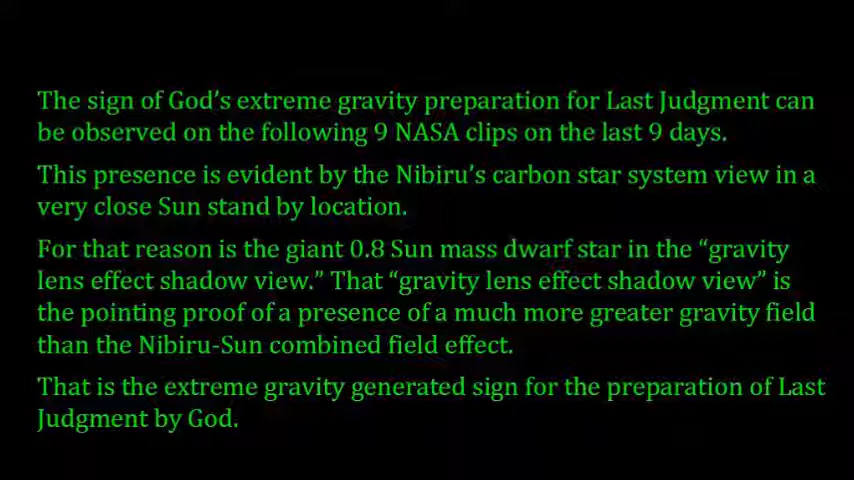 The sign of God's extreme gravity preparation for Last Judgment can
be observed on the following 9 NASA clips on the last 9 days.
This presence is evident by the Nibiru's carbon star system view in a
very close Sun stand by location.
For that reason is the giant 0.8 Sun mass dwarf star in the “gravity
lens effect shadow view.” That “gravity lens effect shadow view” is
the pointing proof of a presence of a much more greater gravity field
than the Nibiru-Sun combined field effect.
That is the extreme gravity generated sign for the preparation of Last
Judgment by God.